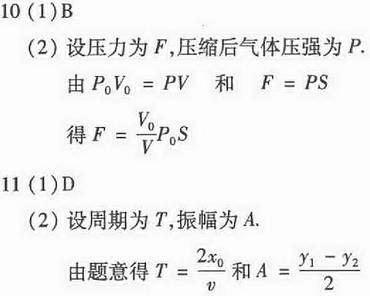 10 (1) B
(2) 设压力为 F,压缩后气体压强为 P.
由 P₀V₀ = PV 和 F = PS
得 F = V₀/V P₀S
11 (1) D
(2) 设周期为 T,振幅为 A.
由题意得 T = 2x₀/v 和 A = y₁ - y₂/2